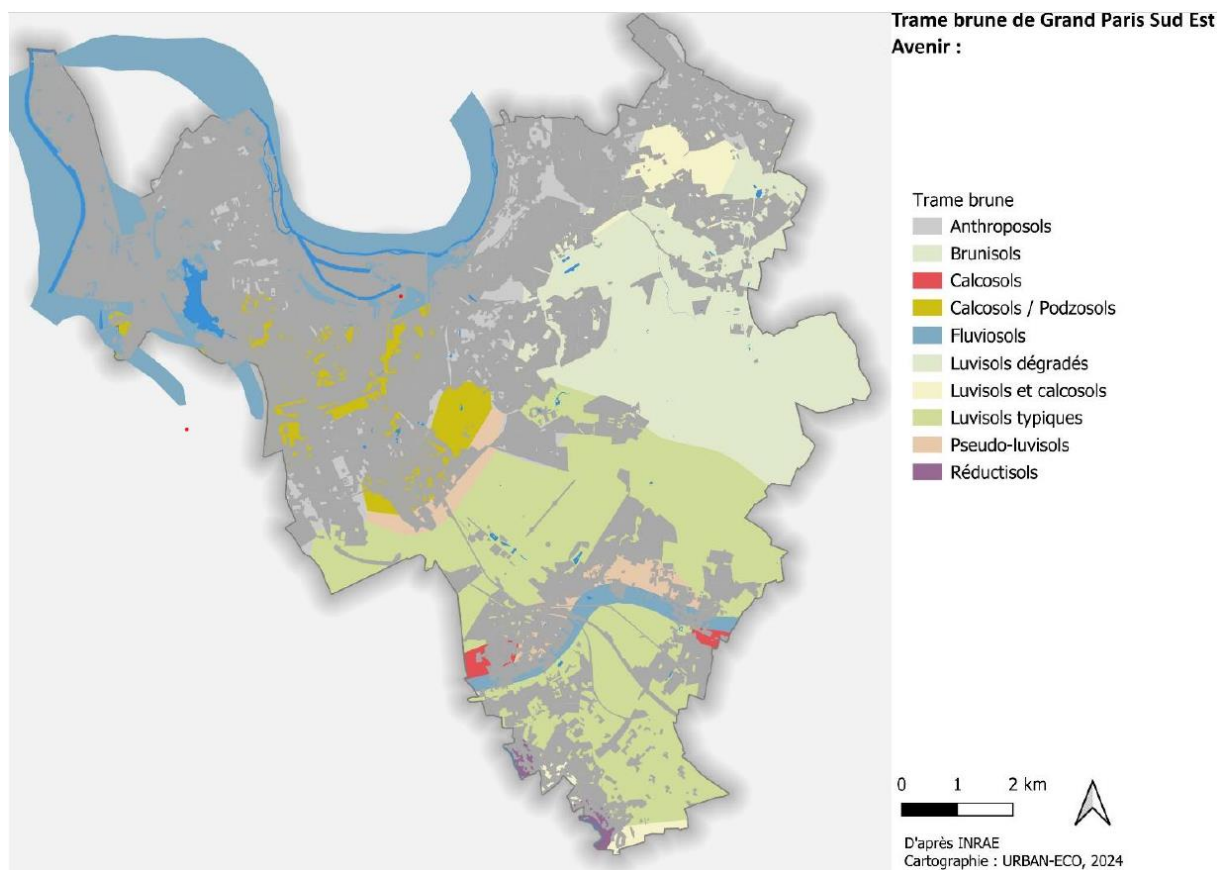 Trame brune de Grand Paris Sud Est
Avenir :
Trame brune
Anthroposols
Brunisols
Calcosols
Calcosols / Podzosols
Fluviosols
Luvisols dégradés
Luvisols et calcosols
Luvisols typiques
Pseudo-luvisols
Réductisols
0 1 2 km
D'après INRAE
Cartographie : URBAN-ECO, 2024